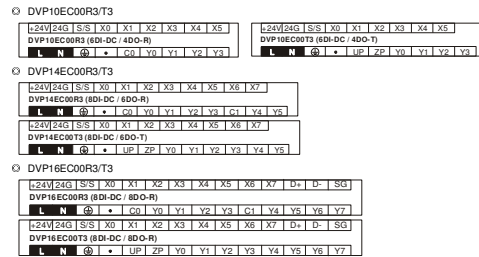 ◎ DVP10EC00R3/T3
+24V 24G S/S X0 X1 X2 X3 X4 X5
DVP10EC00R3 (6DI-DC / 4DO-R)
L N ⏚ • C0 Y0 Y1 Y2 Y3
+24V 24G S/S X0 X1 X2 X3 X4 X5
DVP10EC00T3 (6DI-DC / 4DO-T)
L N ⏚ • UP ZP Y0 Y1 Y2 Y3
◎ DVP14EC00R3/T3
+24V 24G S/S X0 X1 X2 X3 X4 X5 X6 X7
DVP14EC00R3 (8DI-DC / 6DO-R)
L N ⏚ • C0 Y0 Y1 Y2 Y3 C1 Y4 Y5
+24V 24G S/S X0 X1 X2 X3 X4 X5 X6 X7
DVP14EC00T3 (8DI-DC / 6DO-T)
L N ⏚ • UP ZP Y0 Y1 Y2 Y3 Y4 Y5
◎ DVP16EC00R3/T3
+24V 24G S/S X0 X1 X2 X3 X4 X5 X6 X7 D+ D- SG
DVP16EC00R3 (8DI-DC / 8DO-R)
L N ⏚ • C0 Y0 Y1 Y2 Y3 C1 Y4 Y5 Y6 Y7
+24V 24G S/S X0 X1 X2 X3 X4 X5 X6 X7 D+ D- SG
DVP16EC00T3 (8DI-DC / 8DO-R)
L N ⏚ • UP ZP Y0 Y1 Y2 Y3 Y4 Y5 Y6 Y7